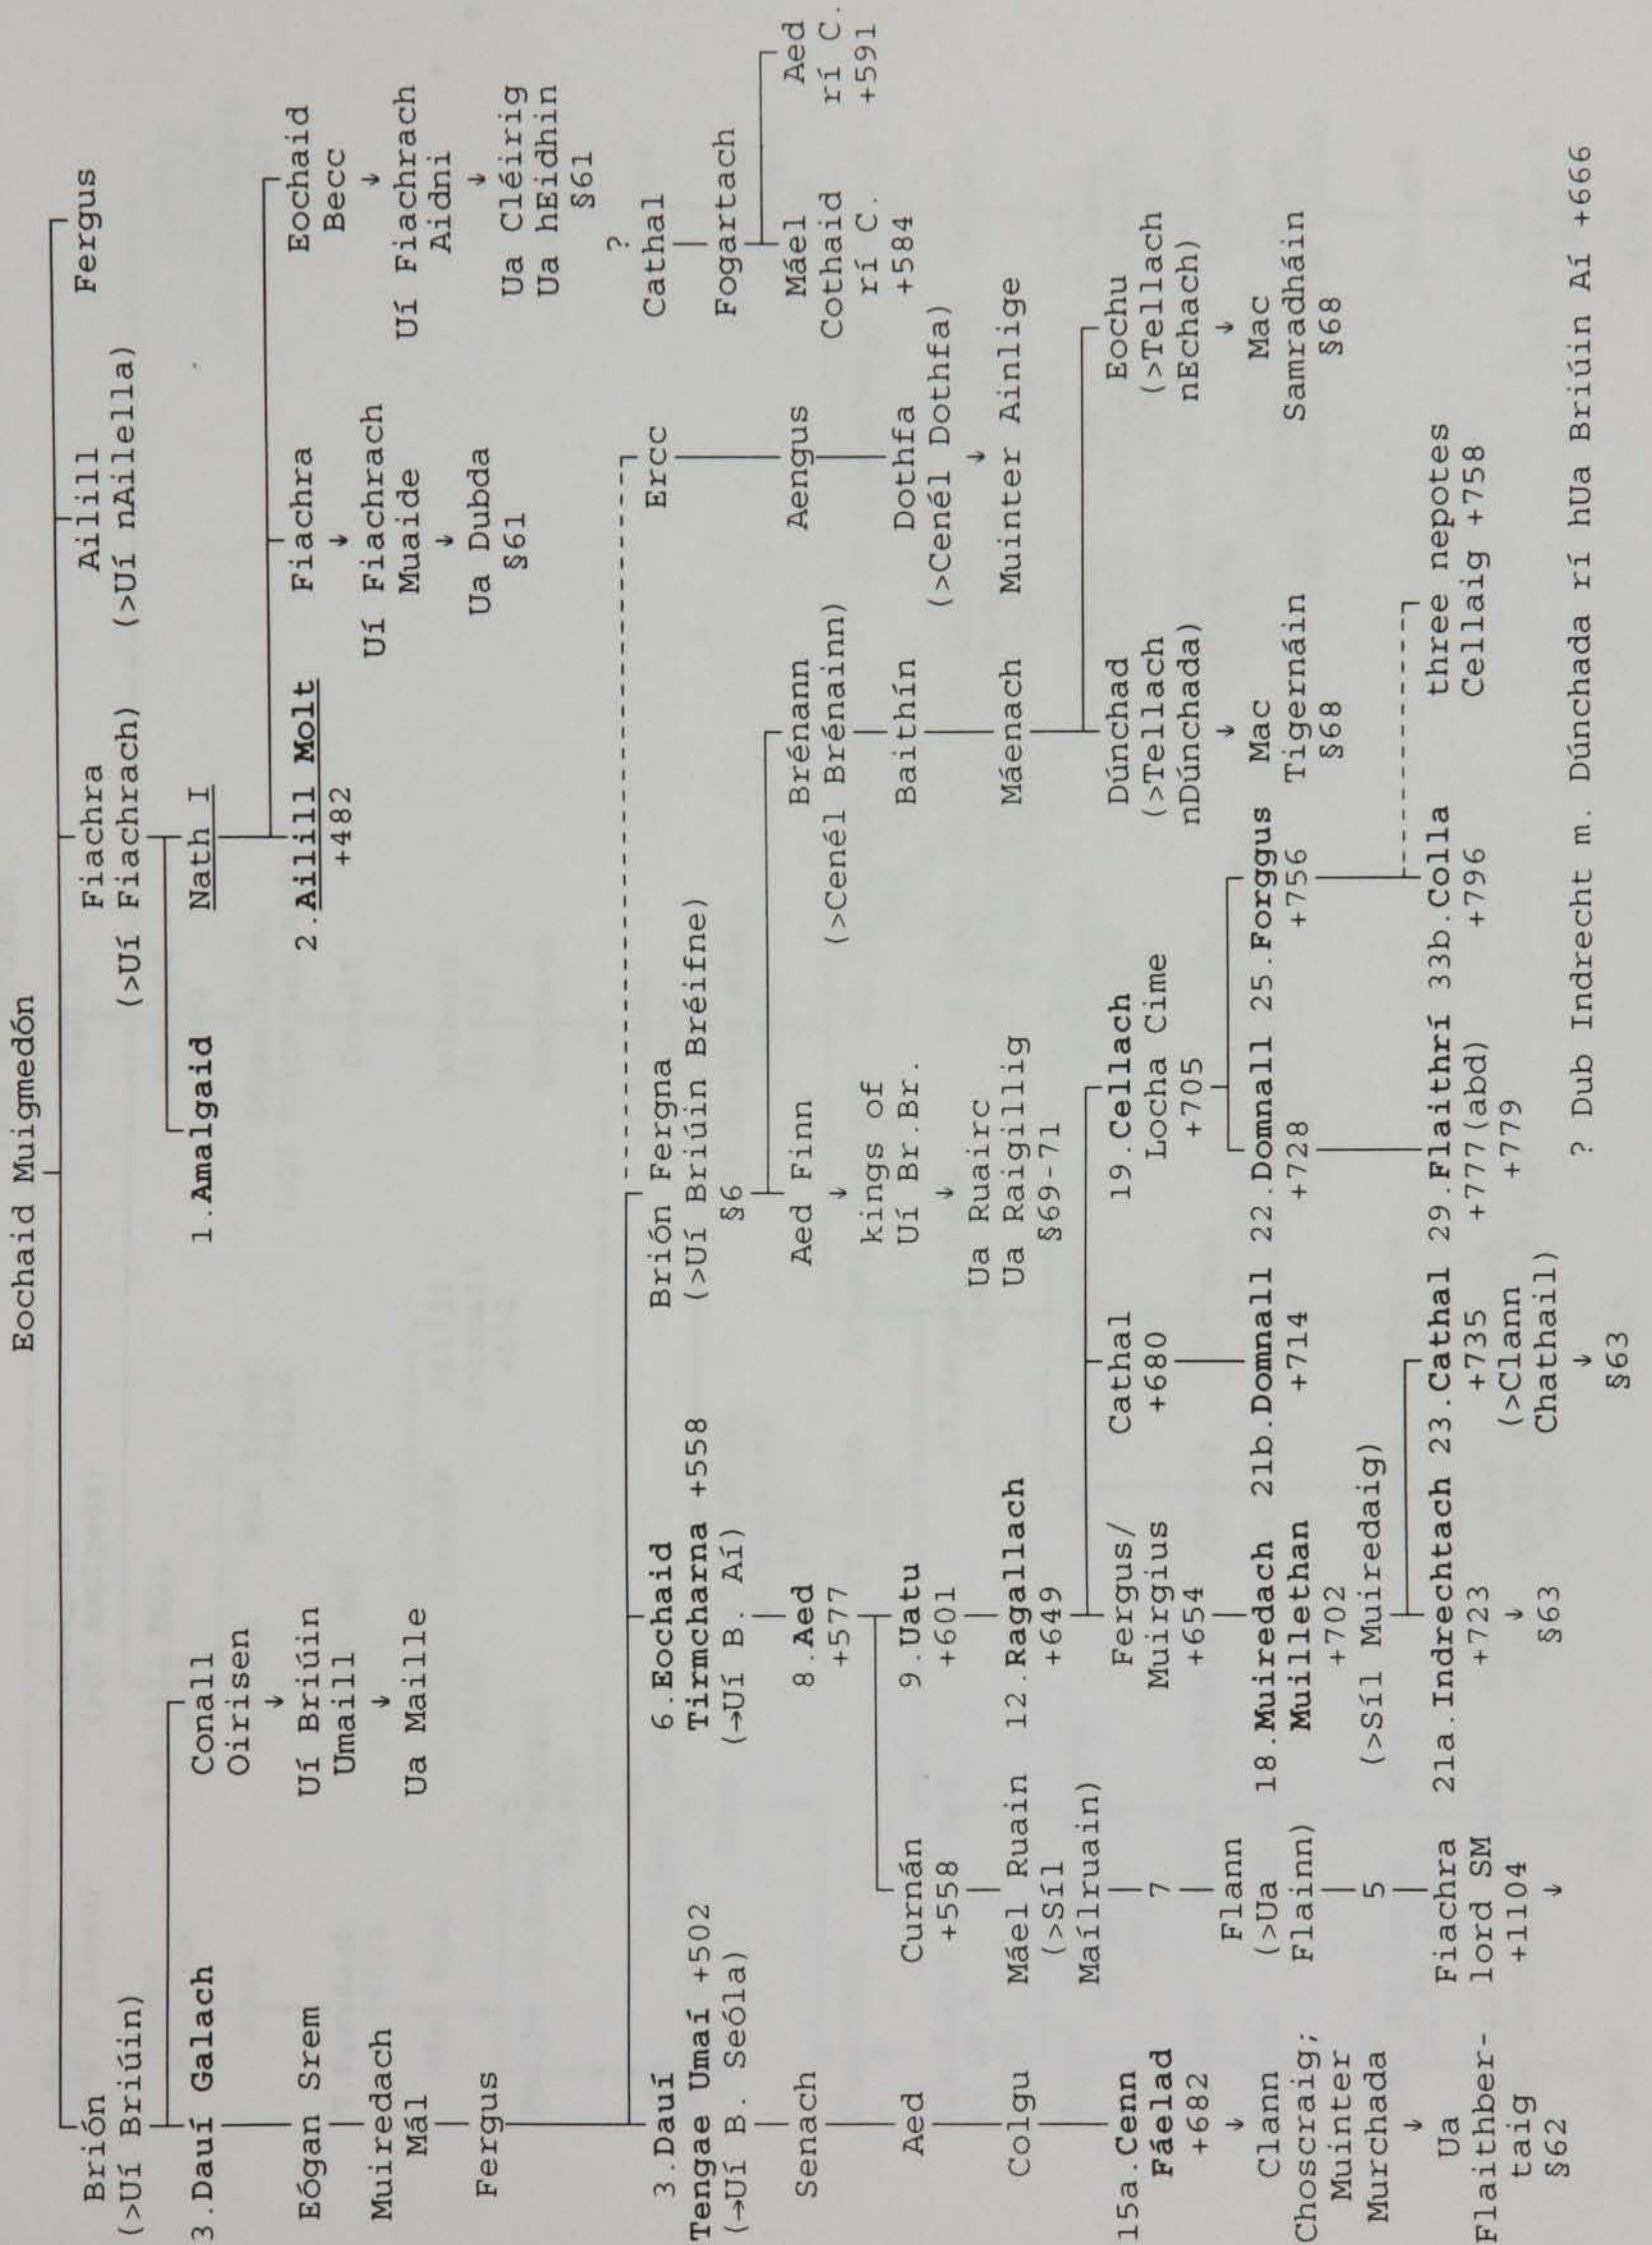 Eochaid Muigmedón
Brión
(>Uí Briúin)
Fiachra
(>Uí Fiachrach)
Ailill
(>Uí nAilella)
Fergus
3.Dauí Galach
Conall
Oirisen
↓
Uí Briúin
Umaill
↓
Ua Maille
1.Amalgaid
Nath I
Eógan Srem
Muiredach
Mál
Fergus
2.Ailill Molt
+482
Fiachra
↓
Uí Fiachrach
Muaide
↓
Ua Dubda
§61
Eochaid
Becc
↓
Uí Fiachrach
Aidni
↓
Ua Cléirig
Ua hEidhin
§61
3.Dauí
Tengae Umaí +502
(→Uí B. Seóla)
6.Eochaid
Tirmcharna +558
(→Uí B. Aí)
Brión Fergna
(>Uí Briúin Bréifne)
§6
Ercc
?
Cathal
Fogartach
Senach
8.Aed
+577
Aed Finn
↓
kings of
Uí Br.Br.
↓
Ua Ruairc
Ua Raigillig
§69-71
Brénann
(>Cenél Brénainn)
Aengus
Máel
Cothaid
rí C.
+584
Aed
rí C.
+591
Aed
Curnán
+558
9.Uatu
+601
Baithín
Dothfa
(>Cenél Dothfa)
↓
Muinter Ainlige
Colgu
Máel Ruain
(>Síl
Maílruain)
7
12.Ragallach
+649
Máenach
15a.Cenn
Fáelad
+682
↓
Clann
Choscraig;
Muinter
Murchada
↓
Ua
Flaithber-
taig
§62
Flann
(>Ua
Flainn)
5
Fiachra
lord SM
+1104
↓
Fergus/
Muirgius
+654
Cathal
+680
19.Cellach
Locha Cime
+705
Dúnchad
(>Tellach
nDúnchada)
↓
Mac
Tigernáin
§68
Eochu
(>Tellach
nEchach)
↓
Mac
Samradháin
§68
18.Muiredach
Muillethan
+702
(>Síl Muiredaig)
21b.Domnall
+714
22.Domnall
+728
25.Forggus
+756
21a.Indrechtach
+723
↓
§63
23.Cathal
+735
(>Clann
Chathail)
↓
§63
29.Flaithrí
+777(abd)
+779
33b.Colla
+796
three nepotes
Cellaig +758
? Dub Indrecht m. Dúnchada rí hUa Briúin Aí +666